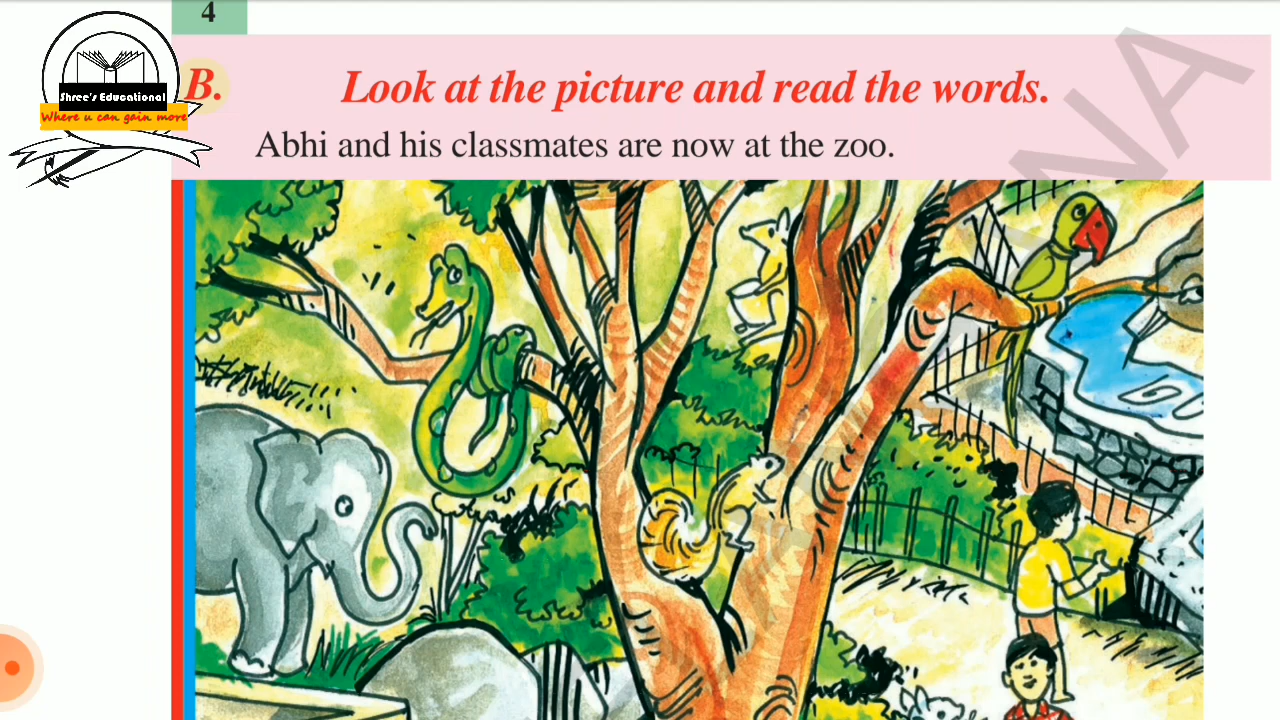 4
Shree's Educational
Where u can gain more
B. Look at the picture and read the words.
Abhi and his classmates are now at the zoo.
NA